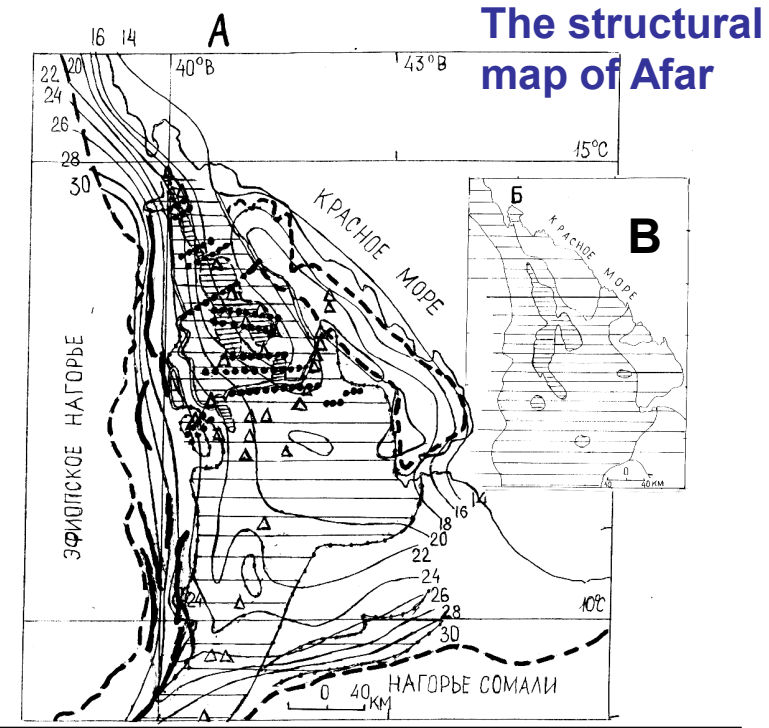 The structural
map of Afar
A
16 14
22 20
24
26
28
30
40°В
43°В
15°С
КРАСНОЕ МОРЕ
ЭФИОПСКОЕ НАГОРЬЕ
Б
B
КРАСНОЕ МОРЕ
0
40 КМ
14
16
18
20
22
24
26
28
30
24
10°С
0 40 КМ
НАГОРЬЕ СОМАЛИ